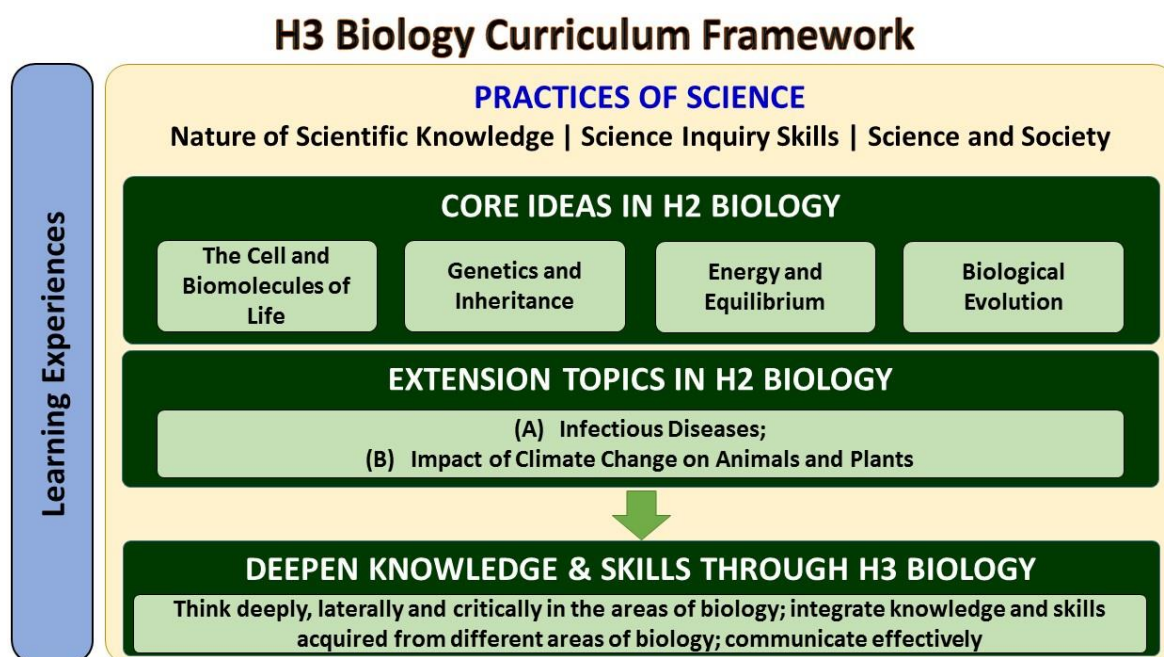 H3 Biology Curriculum Framework
Learning Experiences
PRACTICES OF SCIENCE
Nature of Scientific Knowledge | Science Inquiry Skills | Science and Society
CORE IDEAS IN H2 BIOLOGY
The Cell and
Biomolecules of
Life
Genetics and
Inheritance
Energy and
Equilibrium
Biological
Evolution
EXTENSION TOPICS IN H2 BIOLOGY
(A) Infectious Diseases;
(B) Impact of Climate Change on Animals and Plants
DEEPEN KNOWLEDGE & SKILLS THROUGH H3 BIOLOGY
Think deeply, laterally and critically in the areas of biology; integrate knowledge and skills
acquired from different areas of biology; communicate effectively